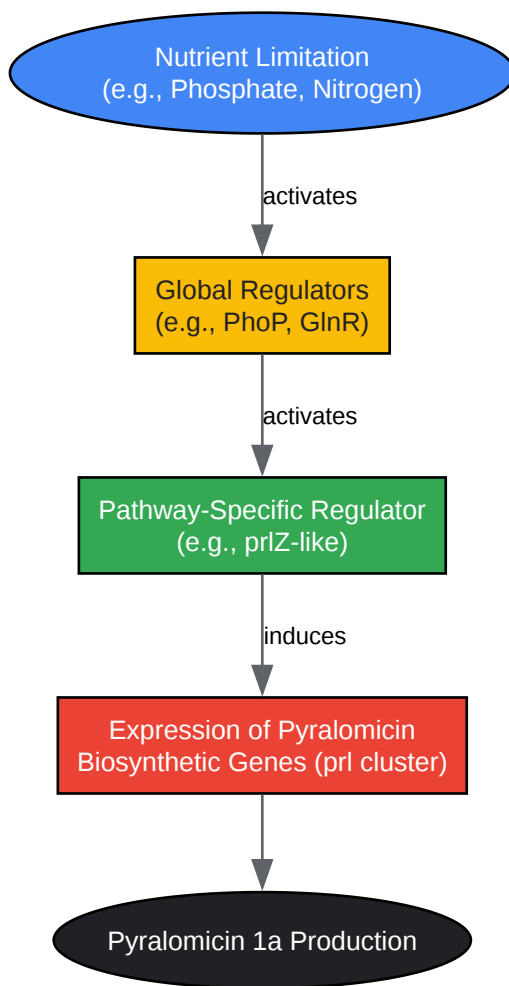 Nutrient Limitation
(e.g., Phosphate, Nitrogen)
activates
Global Regulators
(e.g., PhoP, GlnR)
activates
Pathway-Specific Regulator
(e.g., prlZ-like)
induces
Expression of Pyralomicin
Biosynthetic Genes (prl cluster)
Pyralomicin 1a Production